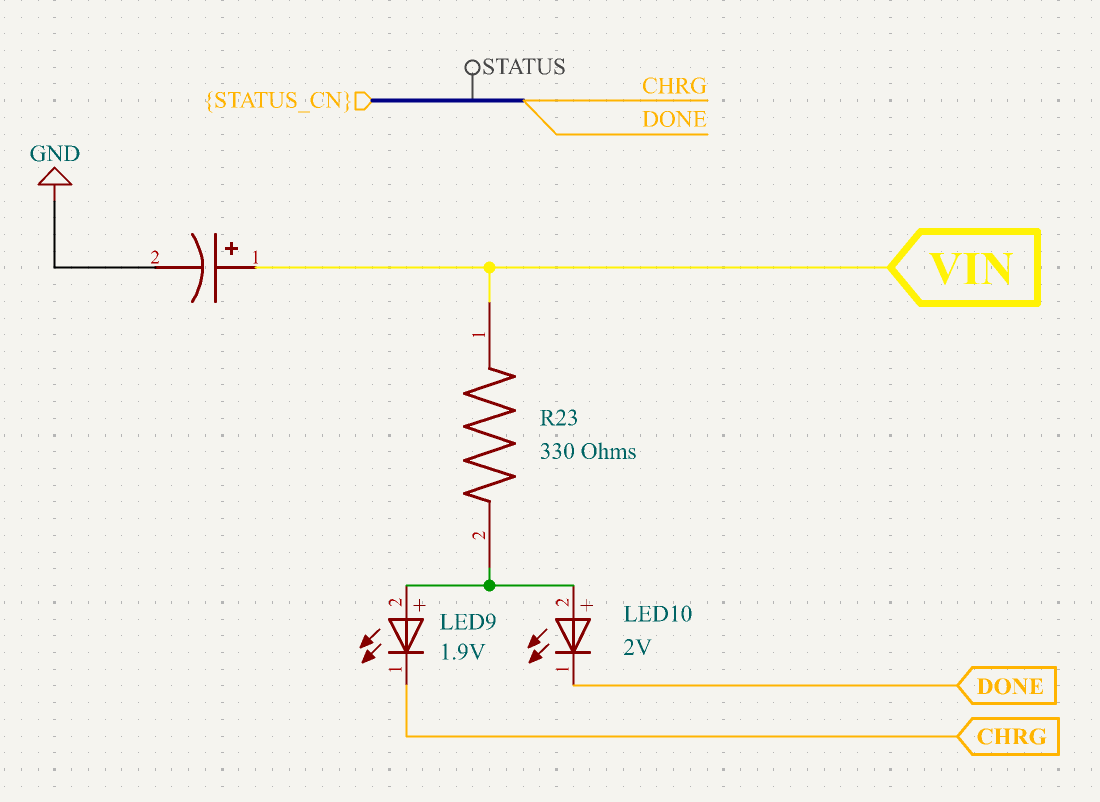 STATUS
{STATUS_CN}
CHRG
DONE
GND
2
+
1
VIN
1
R23
330 Ohms
2
2
+
LED9
1.9V
1
2
+
LED10
2V
1
DONE
CHRG